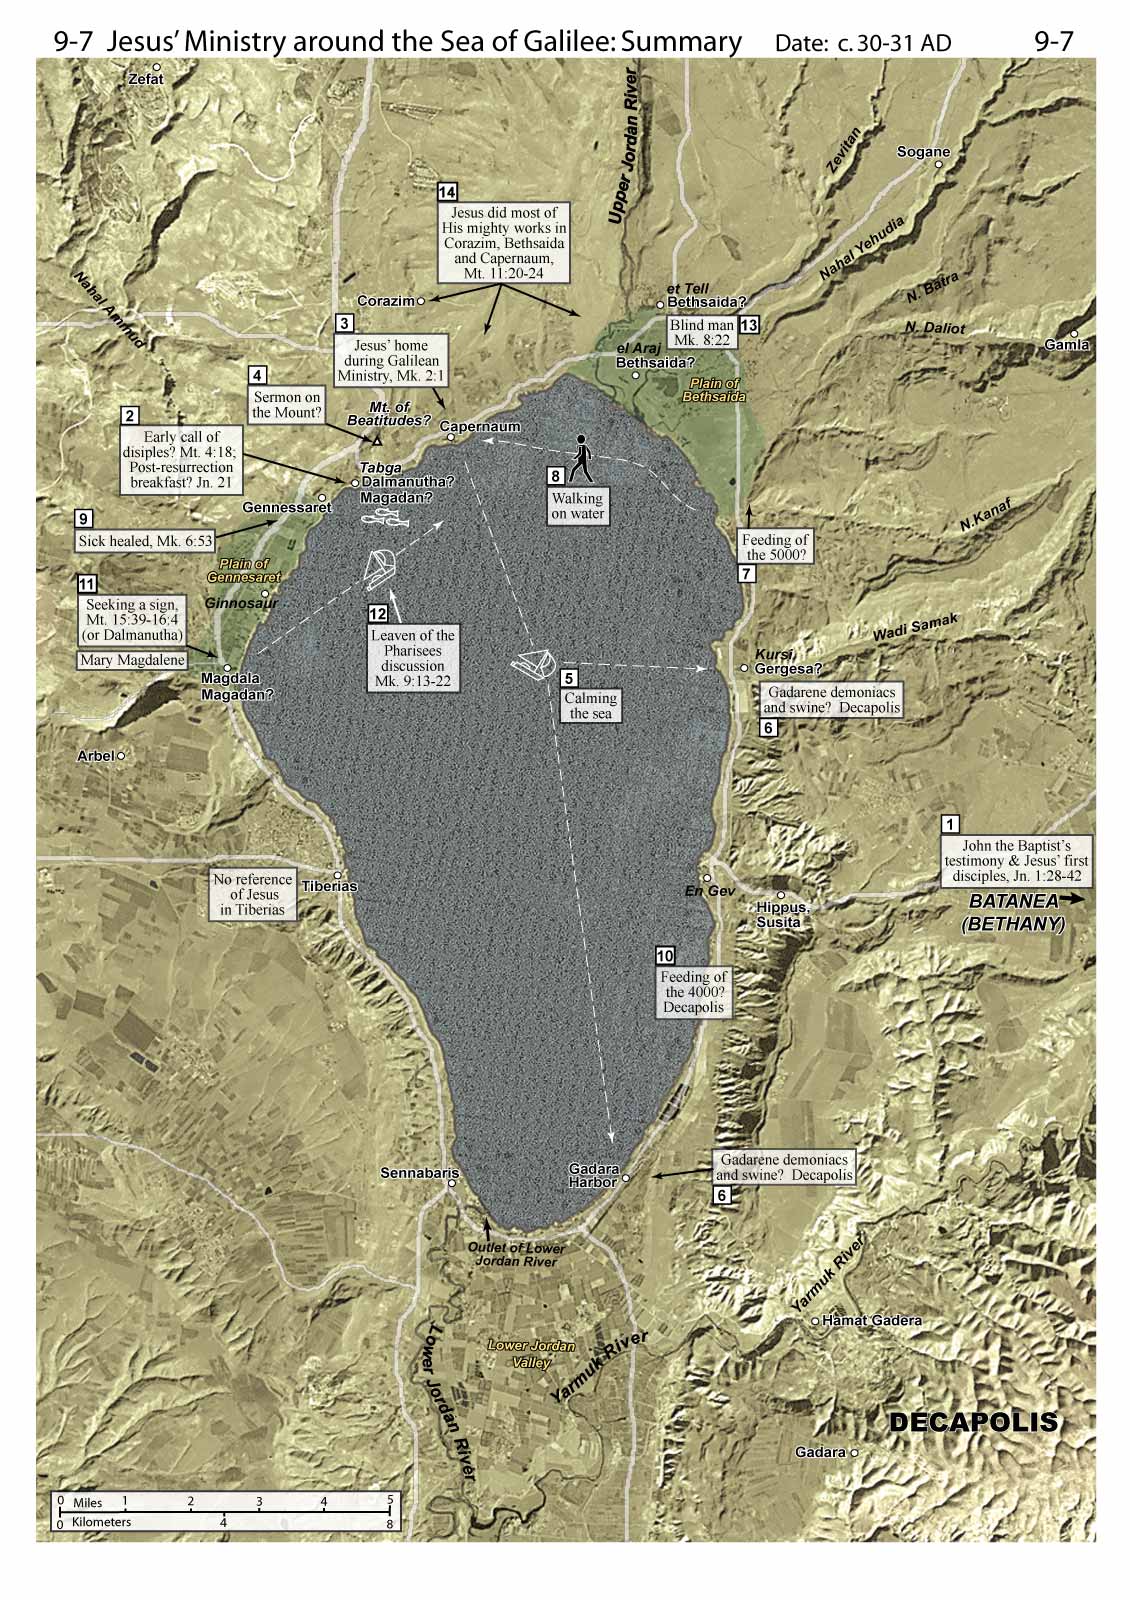 9-7 Jesus' Ministry around the Sea of Galilee: Summary Date: c. 30-31 AD 9-7
Zefat
Upper Jordan River
Zevitan
Sogane
Nahal Yehudia
N. Batra
N. Daliot
Gamla
Nahal Ammud
14
Jesus did most of
His mighty works in
Corazim, Bethsaida
and Capernaum,
Mt. 11:20-24
Corazim
et Tell
Bethsaida?
Blind man
Mk. 8:22
13
el Araj
Bethsaida?
Plain of
Bethsaida
3
Jesus' home
during Galilean
Ministry, Mk. 2:1
4
Sermon on
the Mount?
Mt. of
Beatitudes?
Capernaum
2
Early call of
disiples? Mt. 4:18;
Post-resurrection
breakfast? Jn. 21
Tabga
Dalmanutha?
Magadan?
Gennessaret
8
Walking
on water
9
Sick healed, Mk. 6:53
Plain of
Gennesaret
Ginnosaur
Feeding of
the 5000?
7
N.Kanaf
11
Seeking a sign,
Mt. 15:39-16:4
(or Dalmanutha)
Mary Magdalene
Magdala
Magadan?
12
Leaven of the
Pharisees
discussion
Mk. 9:13-22
Wadi Samak
Kursi,
Gergesa?
5
Calming
the sea
Gadarene demoniacs
and swine? Decapolis
6
Arbel
1
John the Baptist's
testimony & Jesus' first
disciples, Jn. 1:28-42
BATANEA
(BETHANY)
No reference
of Jesus
in Tiberias
Tiberias
En Gev
Hippus,
Susita
10
Feeding of
the 4000?
Decapolis
Sennabaris
Gadara
Harbor
Gadarene demoniacs
and swine? Decapolis
6
Outlet of Lower
Jordan River
Yarmuk River
Hamat Gadera
Lower Jordan River
Lower Jordan
Valley
Yarmuk River
DECAPOLIS
Gadara
0 Miles 1 2 3 4 5
0 Kilometers 4 8